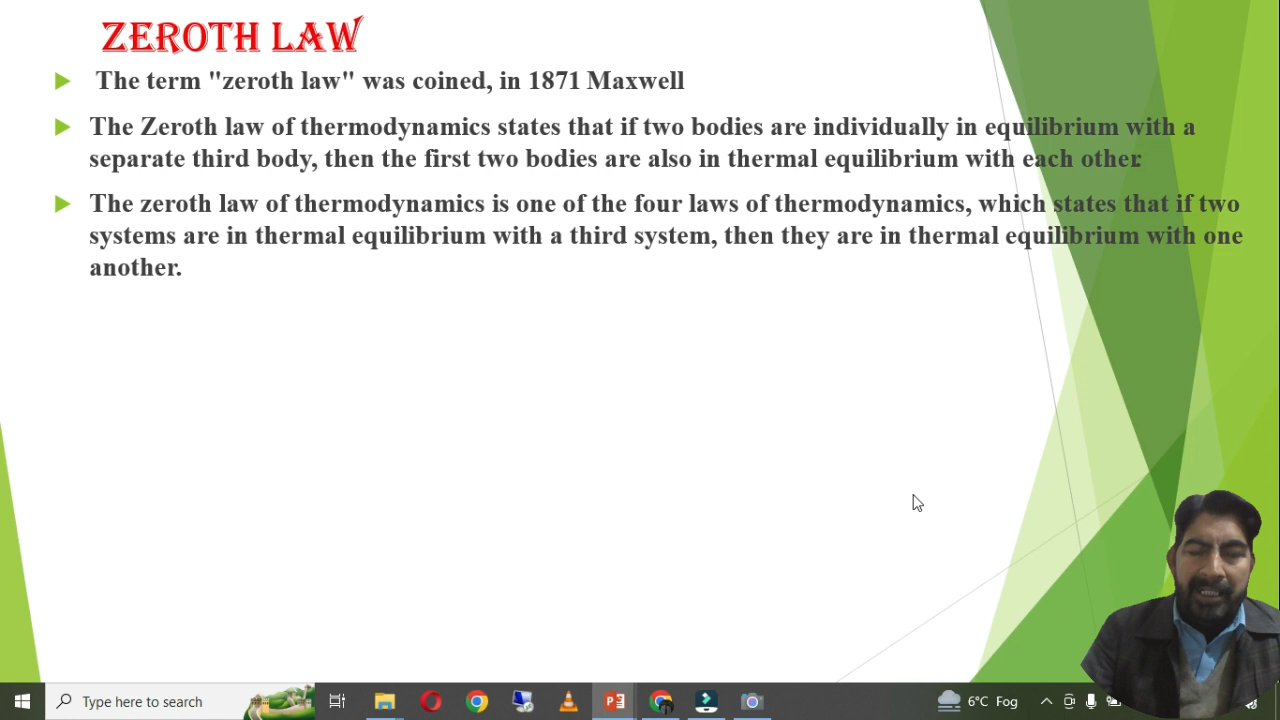 ZEROTH LAW
The term "zeroth law" was coined, in 1871 Maxwell
The Zeroth law of thermodynamics states that if two bodies are individually in equilibrium with a
separate third body, then the first two bodies are also in thermal equilibrium with each other.
The zeroth law of thermodynamics is one of the four laws of thermodynamics, which states that if two
systems are in thermal equilibrium with a third system, then they are in thermal equilibrium with one
another.
Type here to search
6°C Fog